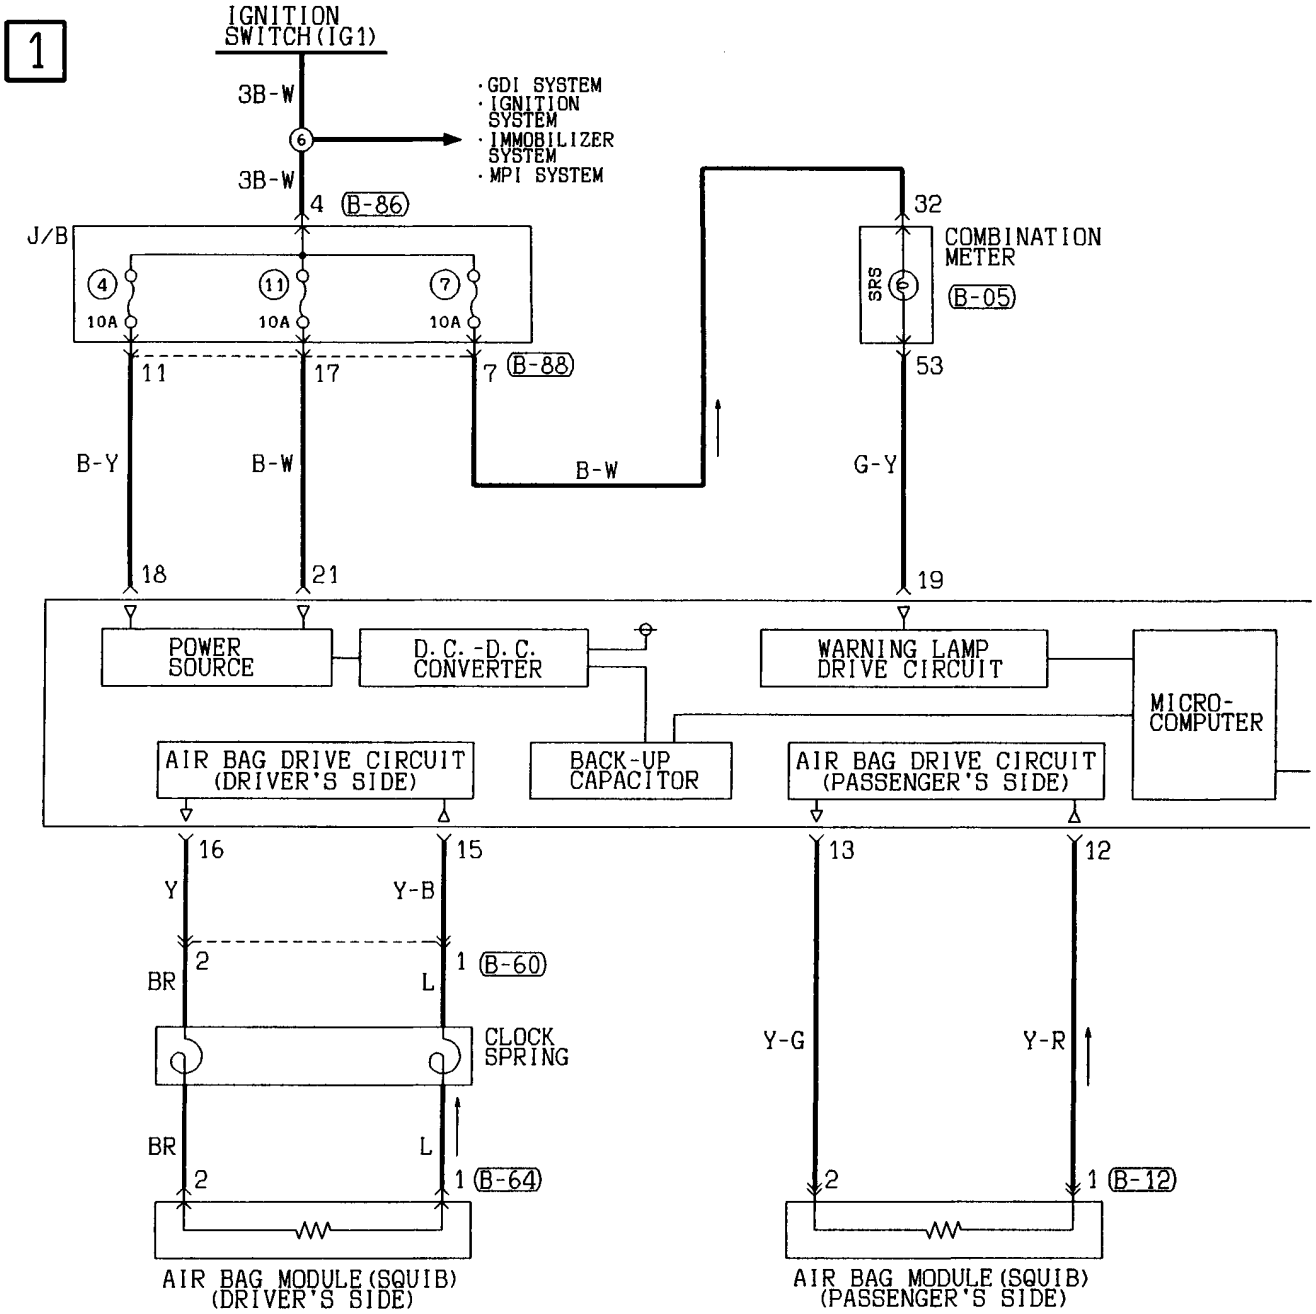 1
IGNITION
SWITCH(IG1)
3B-W
6
· GDI SYSTEM
· IGNITION
SYSTEM
· IMMOBILIZER
SYSTEM
· MPI SYSTEM
3B-W
4 B-86
32
J/B
COMBINATION
METER
SRS
B-05
4 11 7
10A 10A 10A
11 17 7 B-88
53
B-Y B-W B-W G-Y
18 21 19
POWER
SOURCE
D.C.-D.C.
CONVERTER
WARNING LAMP
DRIVE CIRCUIT
MICRO-
COMPUTER
AIR BAG DRIVE CIRCUIT
(DRIVER'S SIDE)
BACK-UP
CAPACITOR
AIR BAG DRIVE CIRCUIT
(PASSENGER'S SIDE)
16 15 13 12
Y Y-B
2 1 B-60
BR L
CLOCK
SPRING
Y-G Y-R
BR L
2 1 B-64 2 1 B-12
AIR BAG MODULE(SQUIB)
(DRIVER'S SIDE)
AIR BAG MODULE(SQUIB)
(PASSENGER'S SIDE)